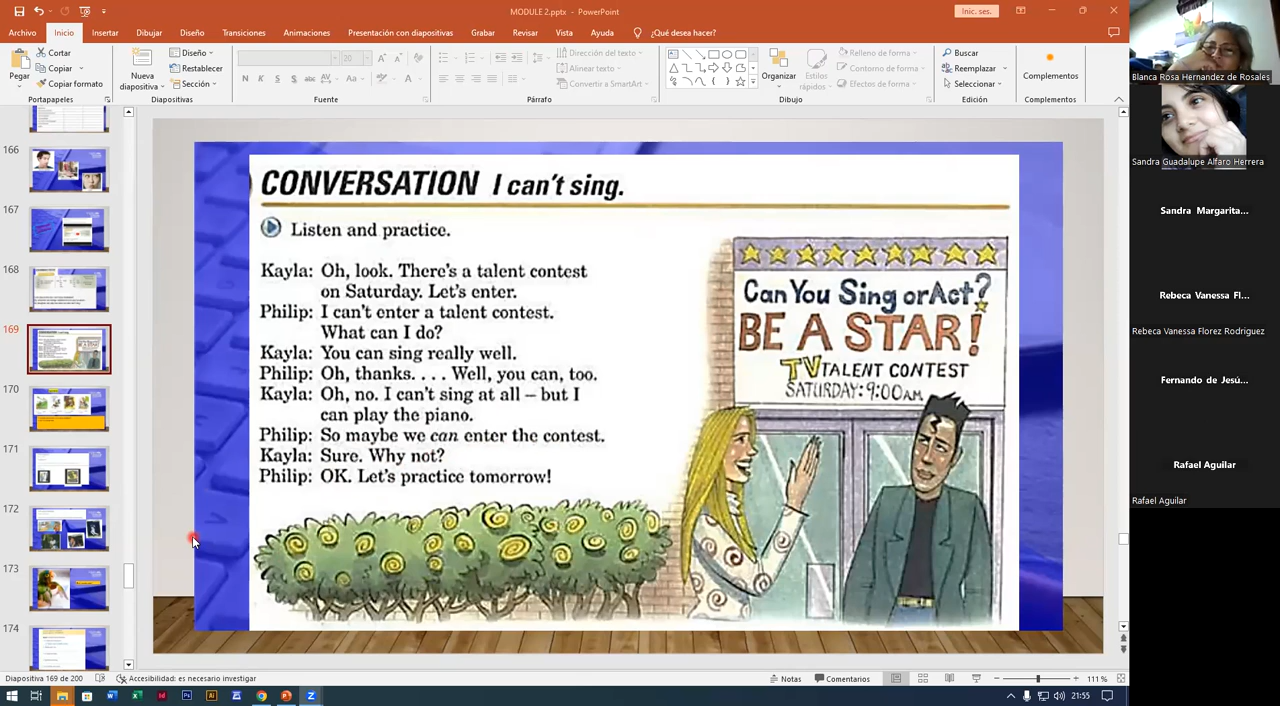 MODULE 2.pptx - PowerPoint
Inic. ses.
Archivo Inicio Insertar Dibujar Diseño Transiciones Animaciones Presentación con diapositivas Grabar Revisar Vista Ayuda ¿Qué desea hacer?
Pegar
Cortar
Copiar
Copiar formato
Portapapeles
Nueva
diapositiva
Diseño
Restablecer
Sección
Diapositivas
20
N K S S abc AV Aa A
Fuente
Dirección del texto
Alinear texto
Convertir a SmartArt
Párrafo
Organizar
Estilos
rápidos
Relleno de forma
Contorno de forma
Efectos de forma
Dibujo
Buscar
Reemplazar
Seleccionar
Edición
Complementos
Complementos
166
167
168
169
170
171
172
173
174
CONVERSATION I can't sing.
Listen and practice.
Kayla: Oh, look. There's a talent contest
on Saturday. Let's enter.
Philip: I can't enter a talent contest.
What can I do?
Kayla: You can sing really well.
Philip: Oh, thanks. . . . Well, you can, too.
Kayla: Oh, no. I can't sing at all – but I
can play the piano.
Philip: So maybe we can enter the contest.
Kayla: Sure. Why not?
Philip: OK. Let's practice tomorrow!
Can You Sing or Act?
BE A STAR!
TV TALENT CONTEST
SATURDAY: 9:00 AM
Blanca Rosa Hernandez de Rosales
Sandra Guadalupe Alfaro Herrera
Sandra Margarita...
Rebeca Vanessa Fl...
Rebeca Vanessa Florez Rodriguez
Fernando de Jesú...
Rafael Aguilar
Rafael Aguilar
Diapositiva 169 de 200
Accesibilidad: es necesario investigar
Notas
Comentarios
111 %
21:55